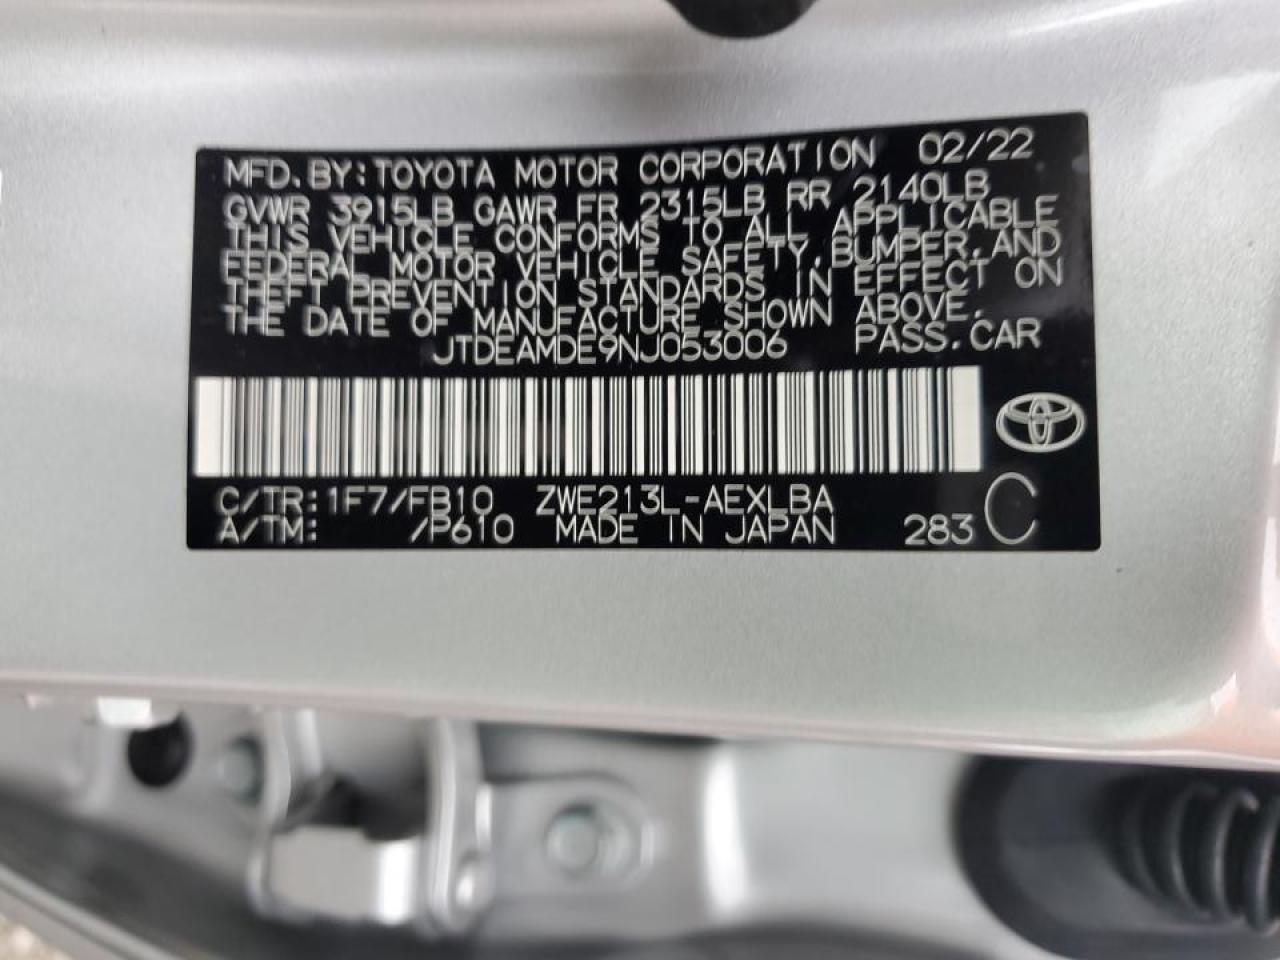 MFD.BY:TOYOTA MOTOR CORPORATION 02/22
GVWR 3915LB GAWR FR 2315LB RR 2140LB
THIS VEHICLE CONFORMS TO ALL APPLICABLE
FEDERAL MOTOR VEHICLE SAFETY,BUMPER,AND
THEFT PREVENTION STANDARDS IN EFFECT ON
THE DATE OF MANUFACTURE SHOWN ABOVE.
JTDEAMDE9NJ053006 PASS.CAR
C/TR:1F7/FB10 ZWE213L-AEXLBA
A/TM: /P610 MADE IN JAPAN 283 C